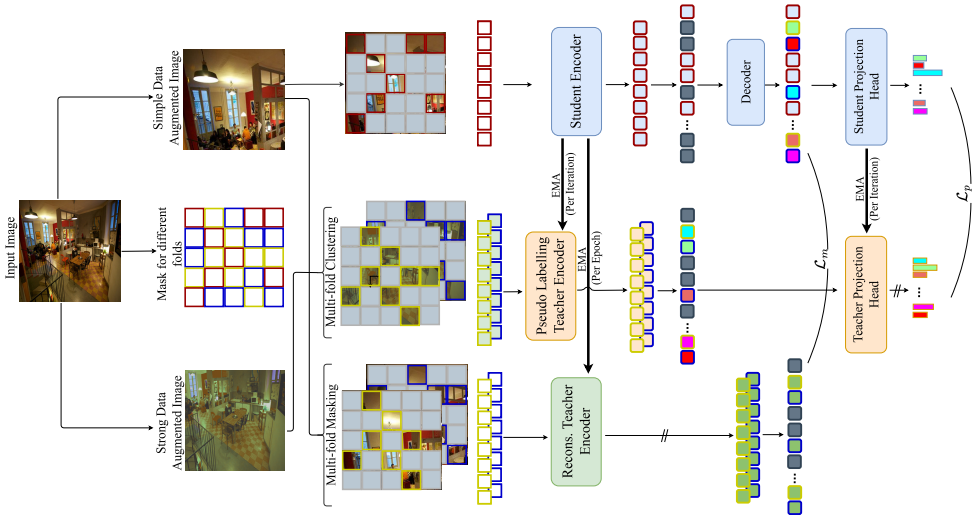 Input Image
Simple Data
Augmented Image
Mask for different
folds
Strong Data
Augmented Image
Multi-fold Clustering
Multi-fold Masking
Student Encoder
EMA
(Per Iteration)
EMA
(Per Epoch)
Pseudo Labelling
Teacher Encoder
Recons. Teacher
Encoder
Decoder
Student Projection
Head
EMA
(Per Iteration)
Teacher Projection
Head
ℒm
ℒp